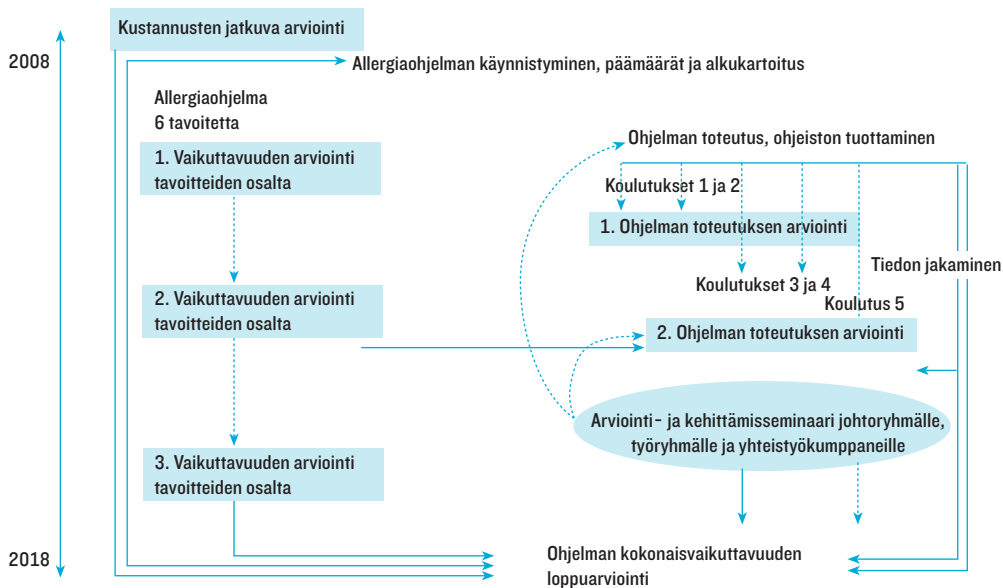 Kustannusten jatkuva arviointi
2008
Allergiaohjelman käynnistyminen, päämäärät ja alkukartoitus
Allergiaohjelma
6 tavoitetta
1. Vaikuttavuuden arviointi
tavoitteiden osalta
2. Vaikuttavuuden arviointi
tavoitteiden osalta
3. Vaikuttavuuden arviointi
tavoitteiden osalta
Ohjelman toteutus, ohjeiston tuottaminen
Koulutukset 1 ja 2
1. Ohjelman toteutuksen arviointi
Tiedon jakaminen
Koulutukset 3 ja 4
Koulutus 5
2. Ohjelman toteutuksen arviointi
Arviointi- ja kehittämisseminaari johtoryhmälle,
työryhmälle ja yhteistyökumppaneille
2018
Ohjelman kokonaisvaikuttavuuden
loppuarviointi